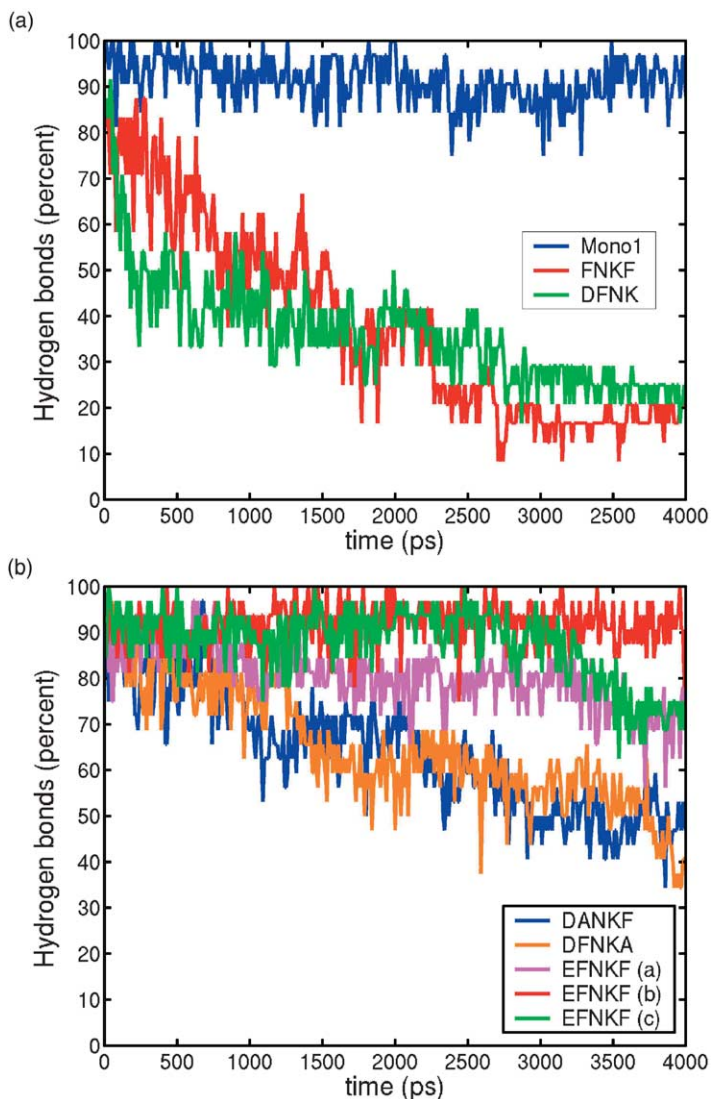 (a)
100
90
80
70
60
50
40
30
20
10
0
Hydrogen bonds (percent)
Mono1
FNKF
DFNK
0 500 1000 1500 2000 2500 3000 2500 4000
time (ps)
(b)
100
90
80
70
60
50
40
30
20
10
0
Hydrogen bonds (percent)
DANKF
DFNKA
EFNKF (a)
EFNKF (b)
EFNKF (c)
0 500 1000 1500 2000 2500 3000 3500 4000
time (ps)